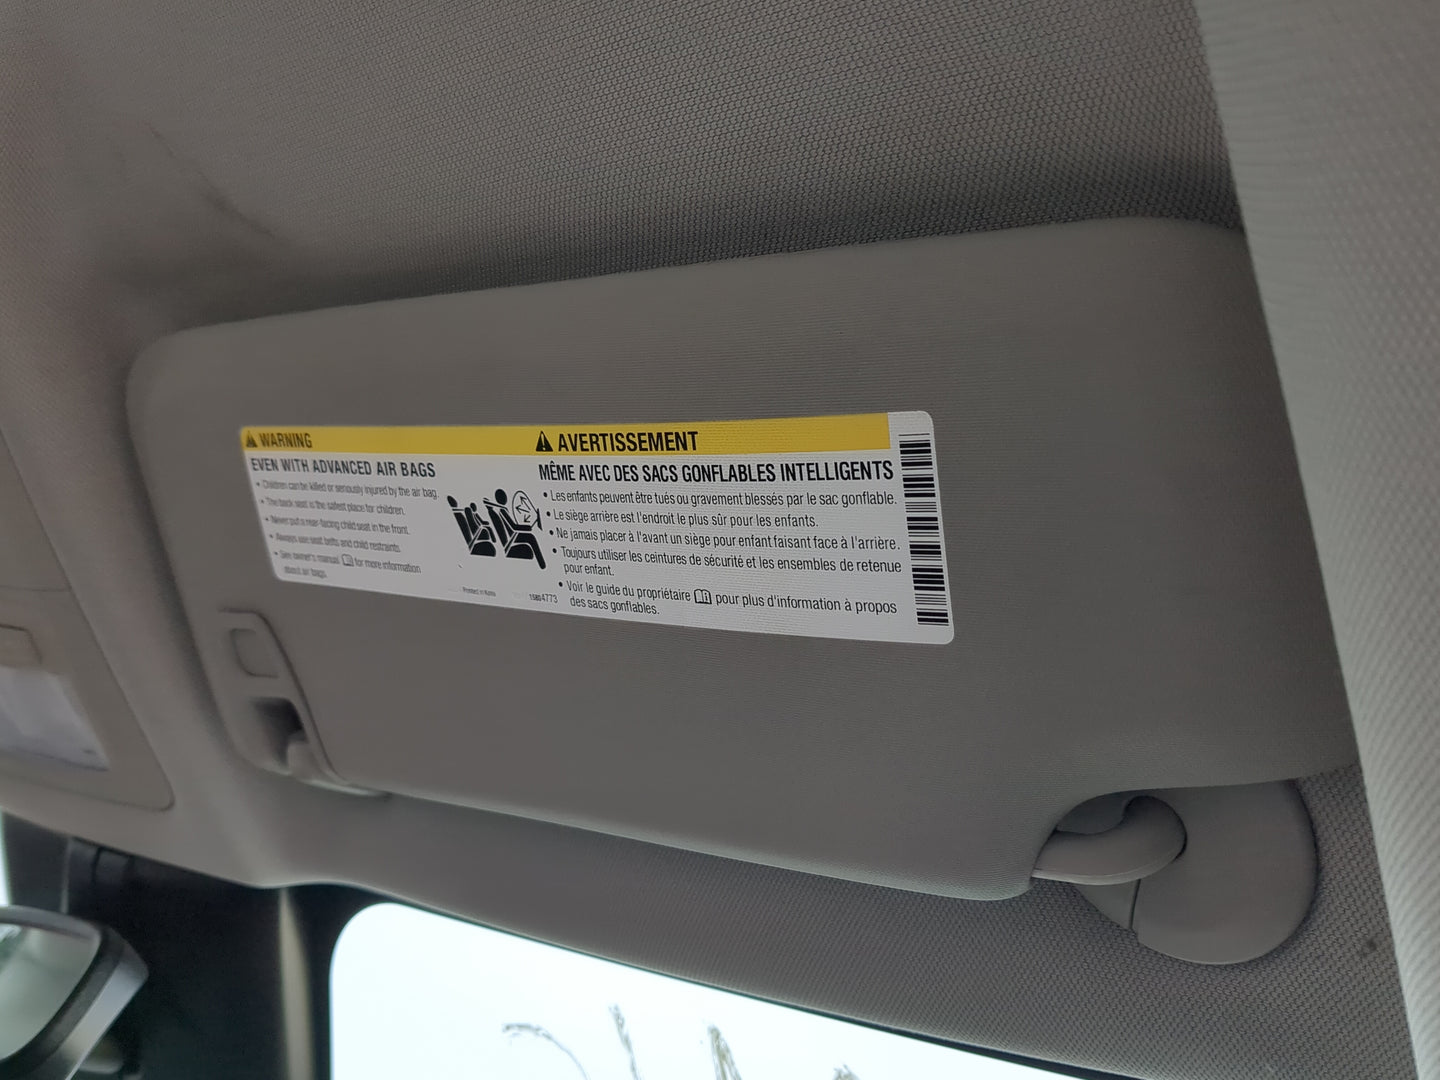 WARNING
EVEN WITH ADVANCED AIR BAGS
• Children can be killed or seriously injured by the air bag.
• The back seat is the safest place for children.
• Never put a rear-facing child seat in the front.
• Always use seat belts and child restraints.
• See owner's manual for more information
about air bags.
AVERTISSEMENT
MÊME AVEC DES SACS GONFLABLES INTELLIGENTS
• Les enfants peuvent être tués ou gravement blessés par le sac gonflable.
• Le siège arrière est l'endroit le plus sûr pour les enfants.
• Ne jamais placer à l'avant un siège pour enfant faisant face à l'arrière.
• Toujours utiliser les ceintures de sécurité et les ensembles de retenue
pour enfant.
• Voir le guide du propriétaire pour plus d'information à propos
des sacs gonflables.
Printed in Korea
4773